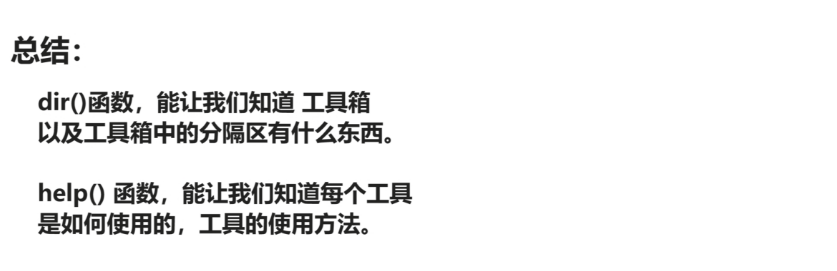 总结：
dir()函数，能让我们知道 工具箱
以及工具箱中的分隔区有什么东西。
help() 函数，能让我们知道每个工具
是如何使用的，工具的使用方法。